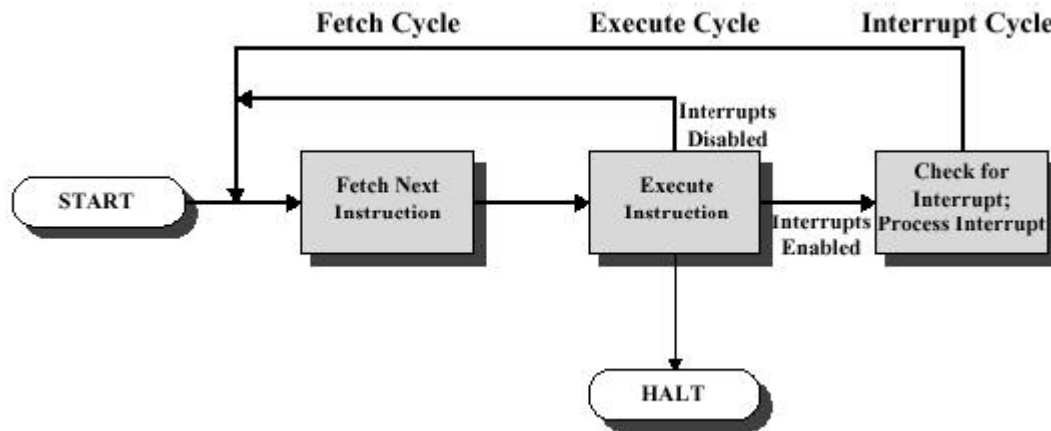 Fetch Cycle
Execute Cycle
Interrupt Cycle
Interrupts
Disabled
START
Fetch Next
Instruction
Execute
Instruction
Interrupts
Enabled
Check for
Interrupt;
Process Interrupt
HALT